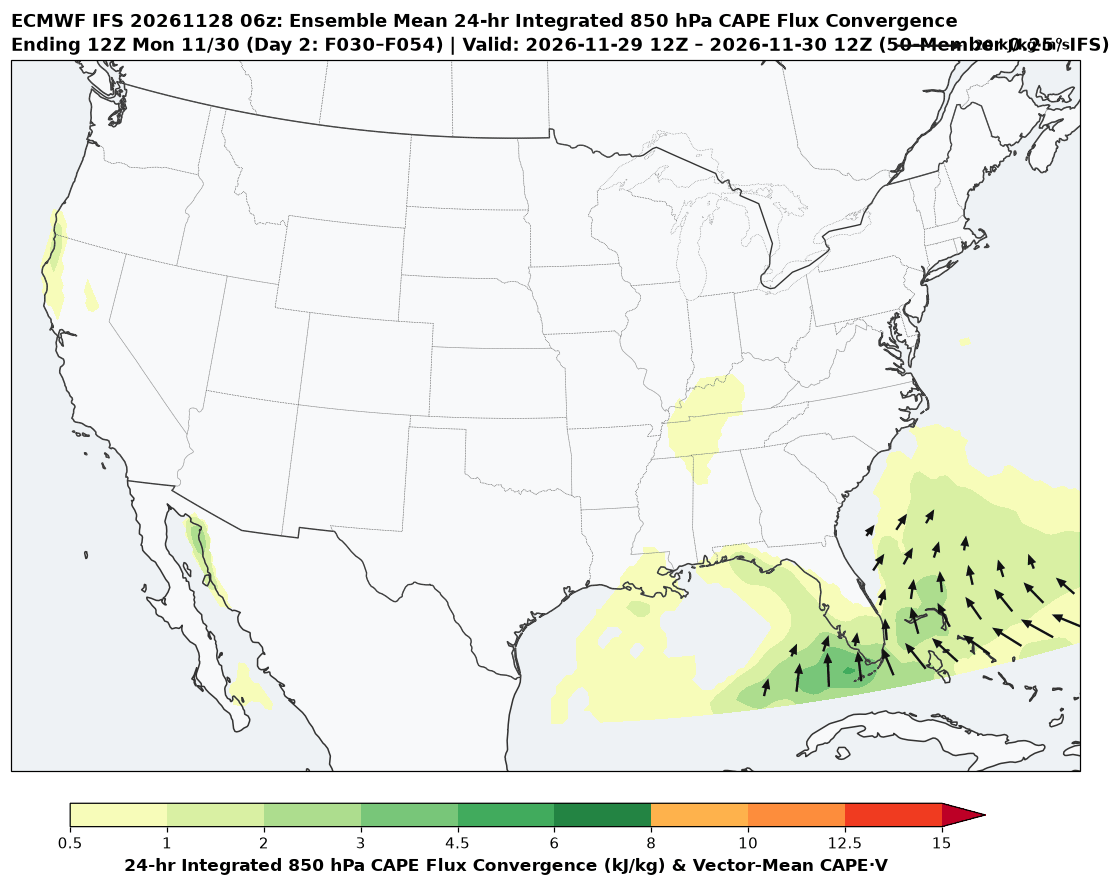 ECMWF IFS 20261128 06z: Ensemble Mean 24-hr Integrated 850 hPa CAPE Flux Convergence
Ending 12Z Mon 11/30 (Day 2: F030–F054) | Valid: 2026-11-29 12Z – 2026-11-30 12Z (50-Member 0.25° IFS)
0.5 1 2 3 4.5 6 8 10 12.5 15
24-hr Integrated 850 hPa CAPE Flux Convergence (kJ/kg) & Vector-Mean CAPE·V